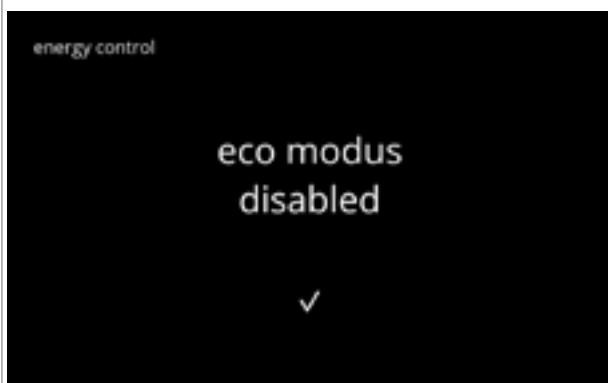 energy control
eco modus
disabled